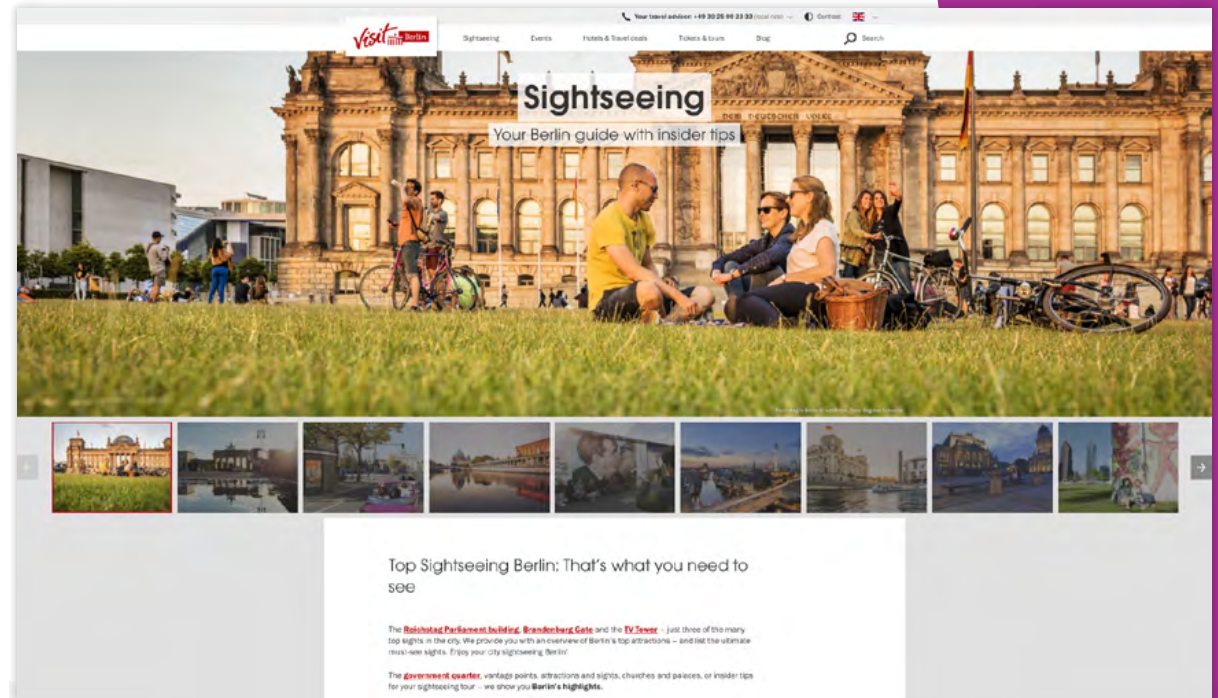 Your travel adviser: +49 30 25 00 23 33 (local rate)
Contrast
Visit Berlin
Sightseeing
Events
Hotels & Travel deals
Tickets & tours
Blog
Search
Sightseeing
Your Berlin guide with insider tips
DEM DEUTSCHEN VOLKE
Top Sightseeing Berlin: That's what you need to
see
The Reichstag Parliament building, Brandenburg Gate and the TV Tower – just three of the many
top sights in the city. We provide you with an overview of Berlin's top attractions – and list the ultimate
must-see sights. Enjoy your city sightseeing Berlin!
The government quarter, vantage points, attractions and sights, churches and palaces, or insider tips
for your sightseeing tour – we show you Berlin's highlights.